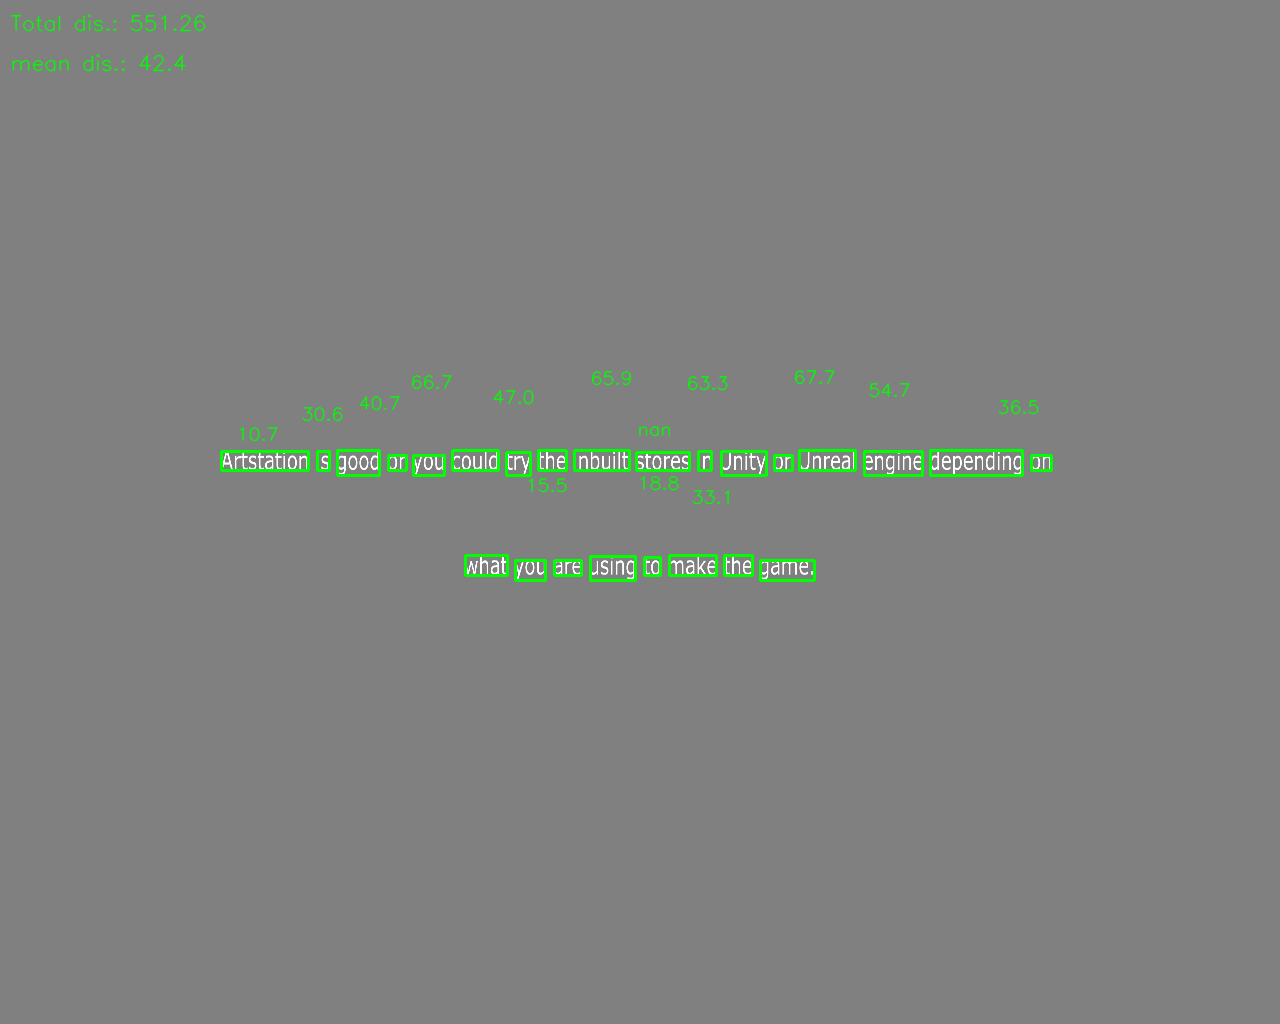 Total dis.: 551.26
mean dis.: 42.4
66.7 65.9 63.3 67.7
47.0 54.7
30.6 40.7 36.5
10.7 nan
Artstation is good or you could try the inbuilt stores in Unity or Unreal engine depending on
15.5 18.8 33.1
what you are using to make the game.